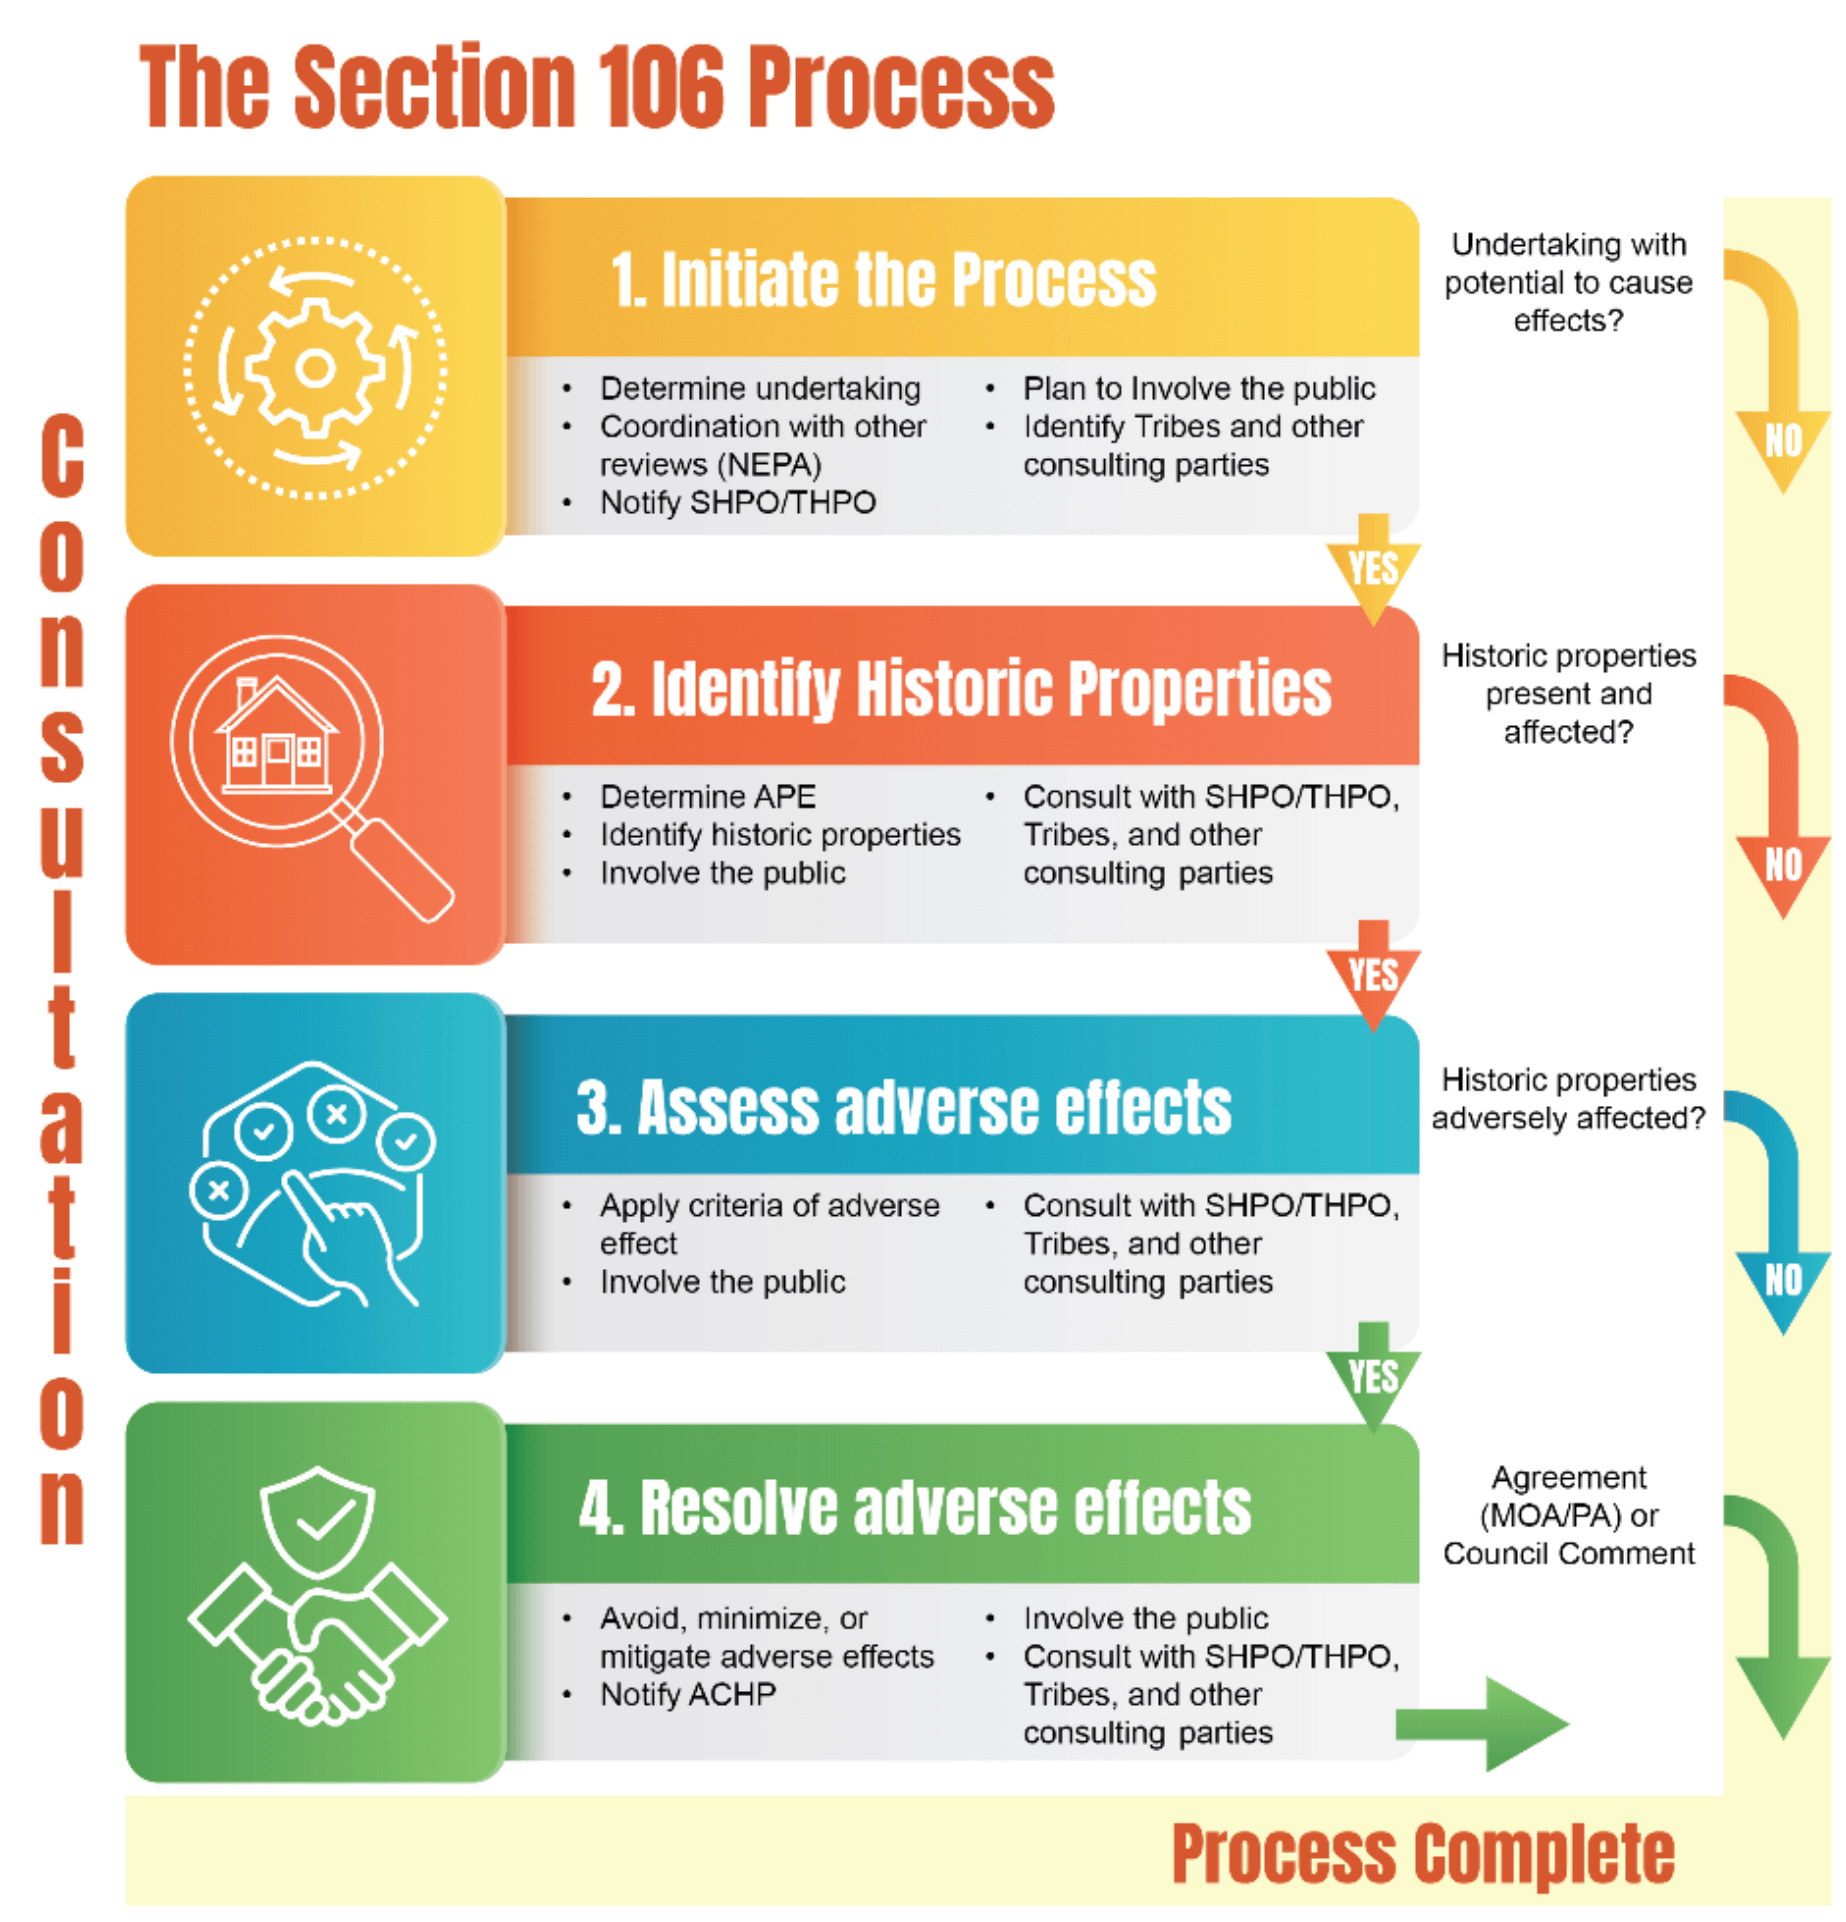 The Section 106 Process
Consultation
1. Initiate the Process
• Determine undertaking
• Coordination with other
reviews (NEPA)
• Notify SHPO/THPO
• Plan to Involve the public
• Identify Tribes and other
consulting parties
Undertaking with
potential to cause
effects?
NO
YES
2. Identify Historic Properties
• Determine APE
• Identify historic properties
• Involve the public
• Consult with SHPO/THPO,
Tribes, and other
consulting parties
Historic properties
present and
affected?
NO
YES
3. Assess adverse effects
• Apply criteria of adverse
effect
• Involve the public
• Consult with SHPO/THPO,
Tribes, and other
consulting parties
Historic properties
adversely affected?
NO
YES
4. Resolve adverse effects
• Avoid, minimize, or
mitigate adverse effects
• Notify ACHP
• Involve the public
• Consult with SHPO/THPO,
Tribes, and other
consulting parties
Agreement
(MOA/PA) or
Council Comment
Process Complete